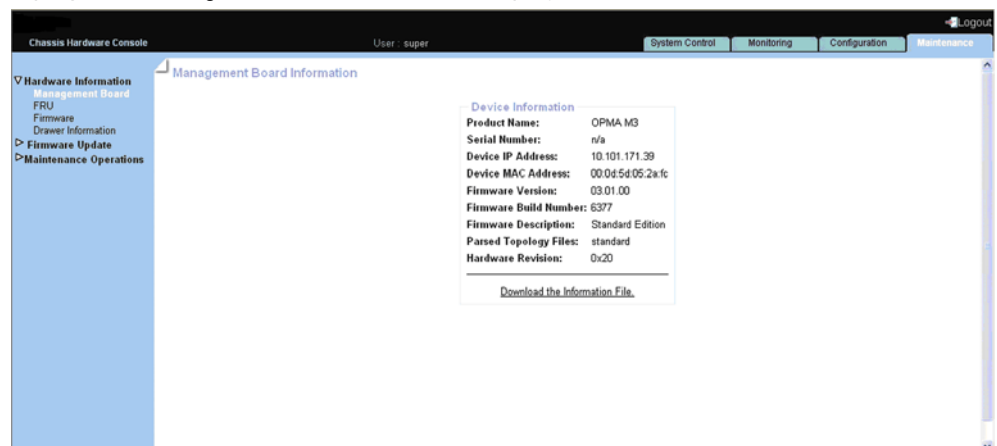 Logout
Chassis Hardware Console
User : super
System Control
Monitoring
Configuration
Maintenance
Hardware Information
Management Board
FRU
Firmware
Drawer Information
Firmware Update
Maintenance Operations
Management Board Information
Device Information
Product Name: OPMA M3
Serial Number: n/a
Device IP Address: 10.101.171.39
Device MAC Address: 00:0d:5d:05:2a:fc
Firmware Version: 03.01.00
Firmware Build Number: 6377
Firmware Description: Standard Edition
Parsed Topology Files: standard
Hardware Revision: 0x20
Download the Information File.